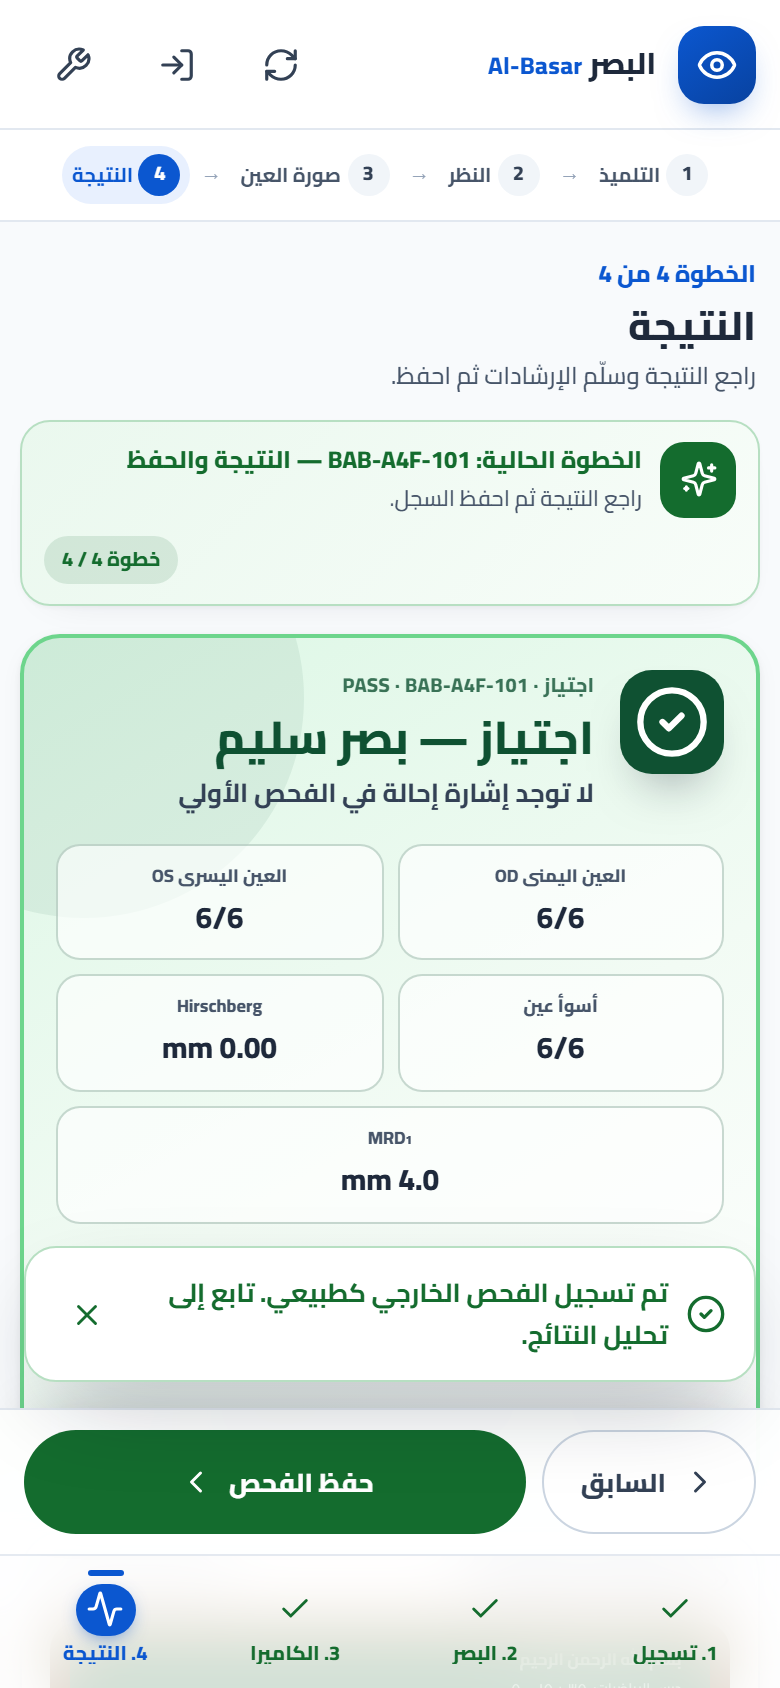 البصر Al-Basar
1 التلميذ → 2 النظر → 3 صورة العين → 4 النتيجة
الخطوة 4 من 4
النتيجة
راجع النتيجة وسلّم الإرشادات ثم احفظ.
الخطوة الحالية: BAB-A4F-101 — النتيجة والحفظ
راجع النتيجة ثم احفظ السجل.
خطوة 4 / 4
اجتياز · PASS · BAB-A4F-101
اجتياز — بصر سليم
لا توجد إشارة إحالة في الفحص الأولي
العين اليمنى OD
6/6
العين اليسرى OS
6/6
أسوأ عين
6/6
Hirschberg
0.00 mm
MRD₁
4.0 mm
تم تسجيل الفحص الخارجي كطبيعي. تابع إلى
تحليل النتائج.
السابق
حفظ الفحص
1. تسجيل
2. البصر
3. الكاميرا
4. النتيجة